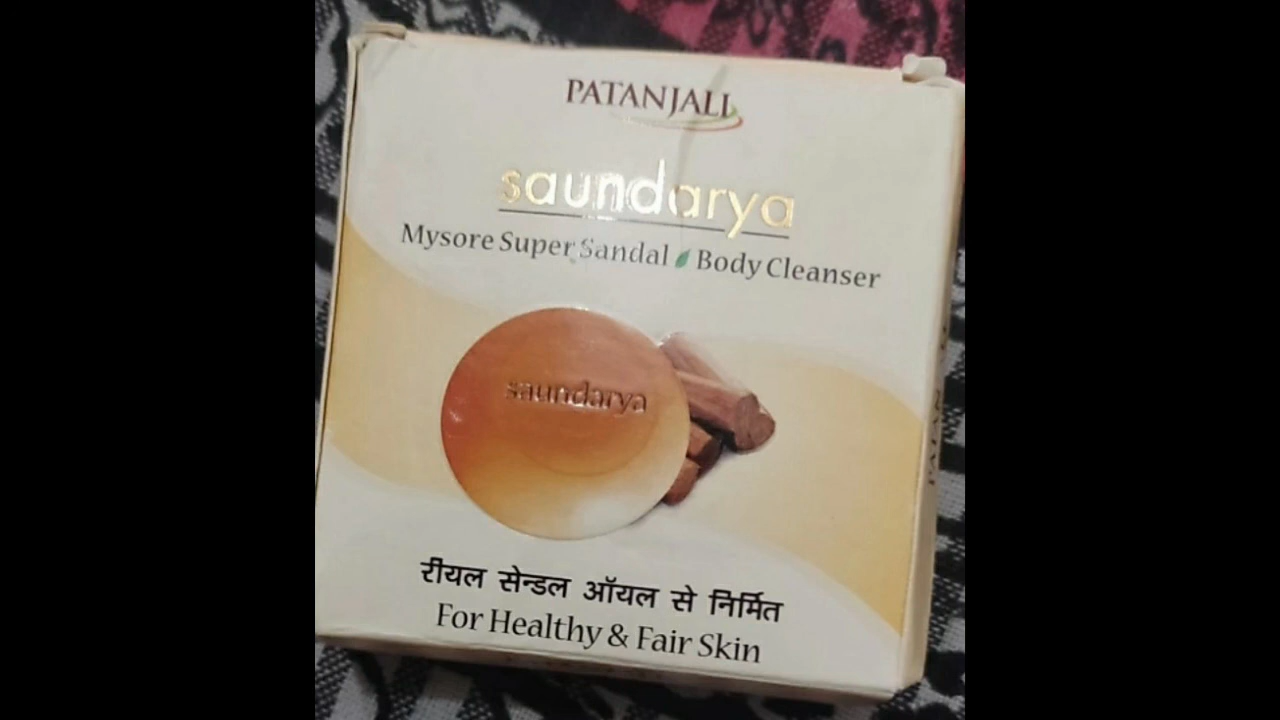 PATANJALI
saundarya
Mysore Super Sandal Body Cleanser
saundarya
रीयल सेन्डल ऑयल से निर्मित
For Healthy & Fair Skin